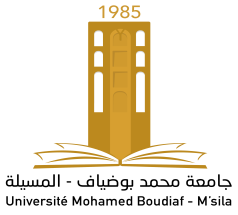 1985
جامعة محمد بوضياف - المسيلة
Université Mohamed Boudiaf - M'sila